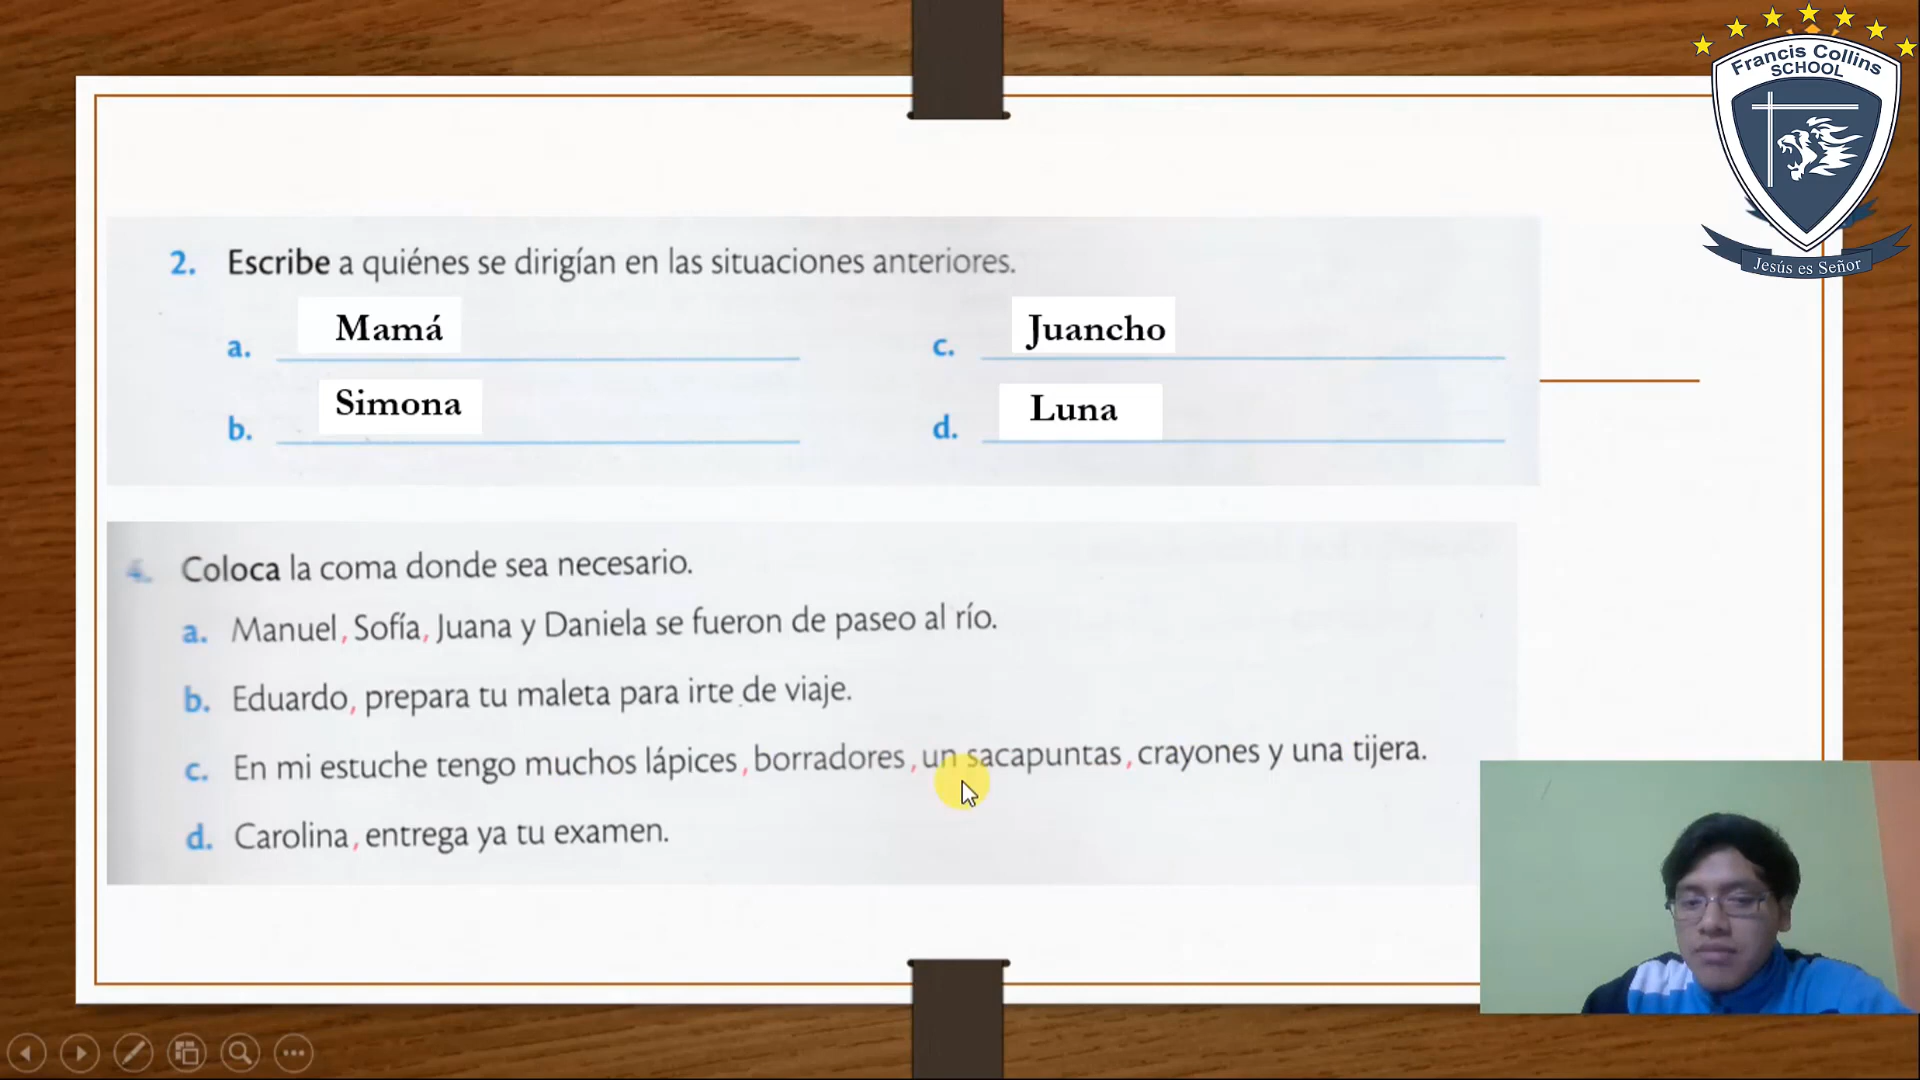 Francis Collins
SCHOOL
Jesús es Señor
2. Escribe a quiénes se dirigían en las situaciones anteriores.
a. Mamá
c. Juancho
b. Simona
d. Luna
4. Coloca la coma donde sea necesario.
a. Manuel, Sofía, Juana y Daniela se fueron de paseo al río.
b. Eduardo, prepara tu maleta para irte de viaje.
c. En mi estuche tengo muchos lápices, borradores, un sacapuntas, crayones y una tijera.
d. Carolina, entrega ya tu examen.